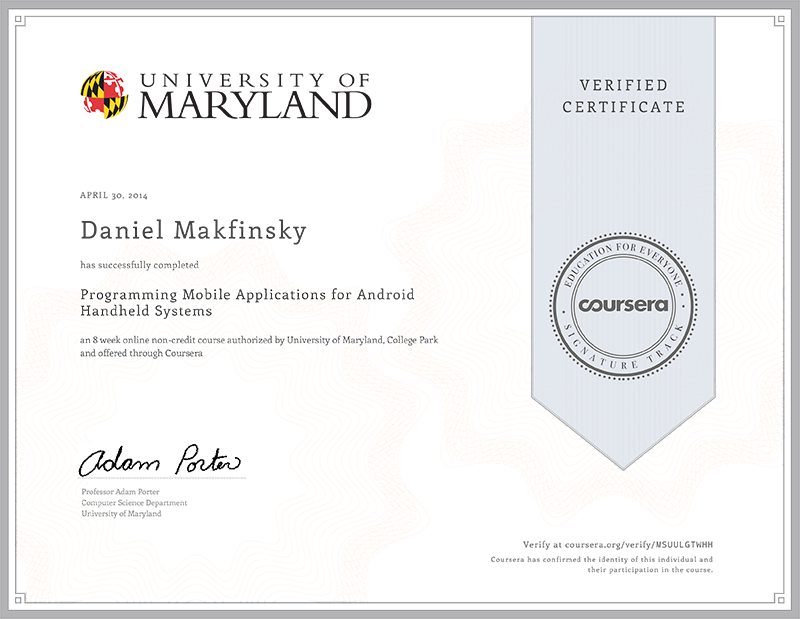 UNIVERSITY OF
MARYLAND
VERIFIED
CERTIFICATE
APRIL 30, 2014
Daniel Makfinsky
has successfully completed
Programming Mobile Applications for Android
Handheld Systems
an 8 week online non-credit course authorized by University of Maryland, College Park
and offered through Coursera
EDUCATION FOR EVERYONE
coursera
SIGNATURE TRACK
Adam Porter
Professor Adam Porter
Computer Science Department
University of Maryland
Verify at coursera.org/verify/MSUULGTWHH
Coursera has confirmed the identity of this individual and
their participation in the course.